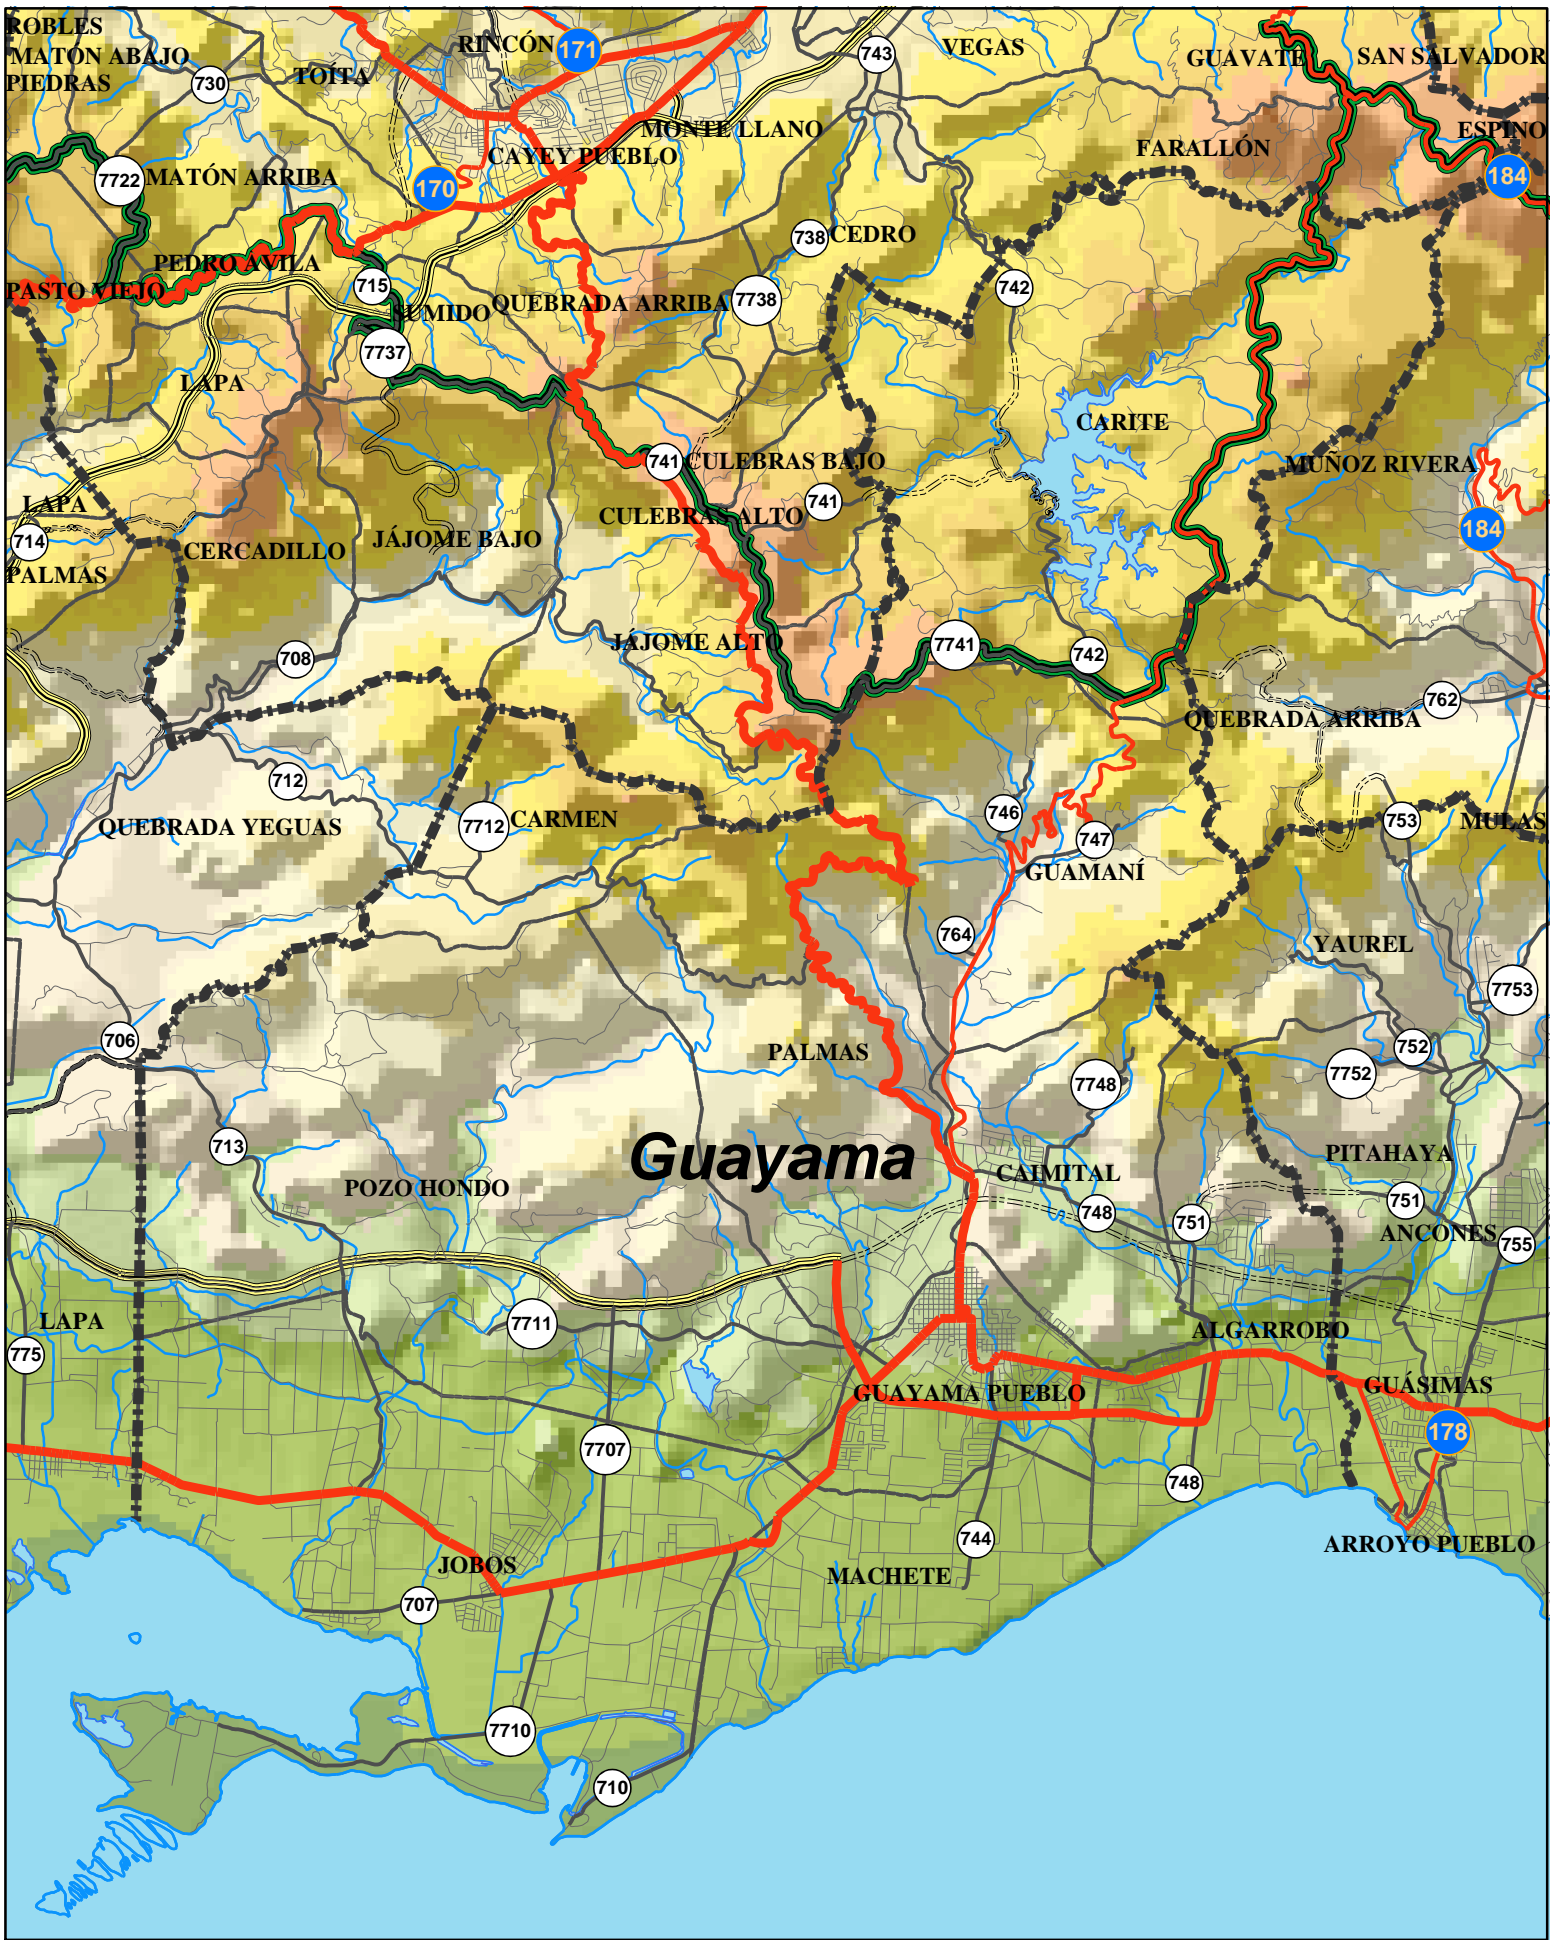 ROBLES
MATÓN ABAJO
PIEDRAS
730
TOÍTA
RINCÓN
171
743
VEGAS
GUAVATE
SAN SALVADOR
MONTE LLANO
CAYEY PUEBLO
FARALLÓN
ESPINO
184
7722
MATÓN ARRIBA
170
738
CEDRO
PEDRO AVILA
PASTO VIEJO
715
SUMIDO
QUEBRADA ARRIBA
7738
742
7737
LAPA
CARITE
741
CULEBRAS BAJO
MUÑOZ RIVERA
741
LAPA
CULEBRAS ALTO
184
714
CERCADILLO
JÁJOME BAJO
PALMAS
JÁJOME ALTO
7741
742
708
762
QUEBRADA ARRIBA
712
QUEBRADA YEGUAS
7712
CARMEN
746
747
753
MULAS
GUAMANÍ
764
YAUREL
7753
706
PALMAS
752
7752
7748
713
Guayama
PITAHAYA
POZO HONDO
CAIMITAL
748
751
751
ANCONES
755
LAPA
7711
ALGARROBO
775
GUAYAMA PUEBLO
GUÁSIMAS
178
7707
748
744
ARROYO PUEBLO
JOBOS
MACHETE
707
7710
710